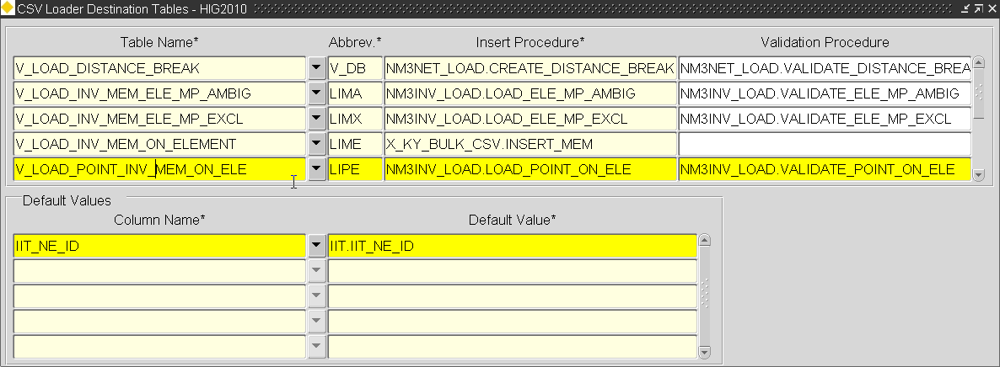 CSV Loader Destination Tables - HIG2010
Table Name* Abbrev.* Insert Procedure* Validation Procedure
V_LOAD_DISTANCE_BREAK V_DB NM3NET_LOAD.CREATE_DISTANCE_BREAK NM3NET_LOAD.VALIDATE_DISTANCE_BREA
V_LOAD_INV_MEM_ELE_MP_AMBIG LIMA NM3INV_LOAD.LOAD_ELE_MP_AMBIG NM3INV_LOAD.VALIDATE_ELE_MP_AMBIG
V_LOAD_INV_MEM_ELE_MP_EXCL LIMX NM3INV_LOAD.LOAD_ELE_MP_EXCL NM3INV_LOAD.VALIDATE_ELE_MP_EXCL
V_LOAD_INV_MEM_ON_ELEMENT LIME X_KY_BULK_CSV.INSERT_MEM
V_LOAD_POINT_INV_MEM_ON_ELE LIPE NM3INV_LOAD.LOAD_POINT_ON_ELE NM3INV_LOAD.VALIDATE_POINT_ON_ELE
Default Values
Column Name* Default Value*
IIT_NE_ID IIT.IIT_NE_ID